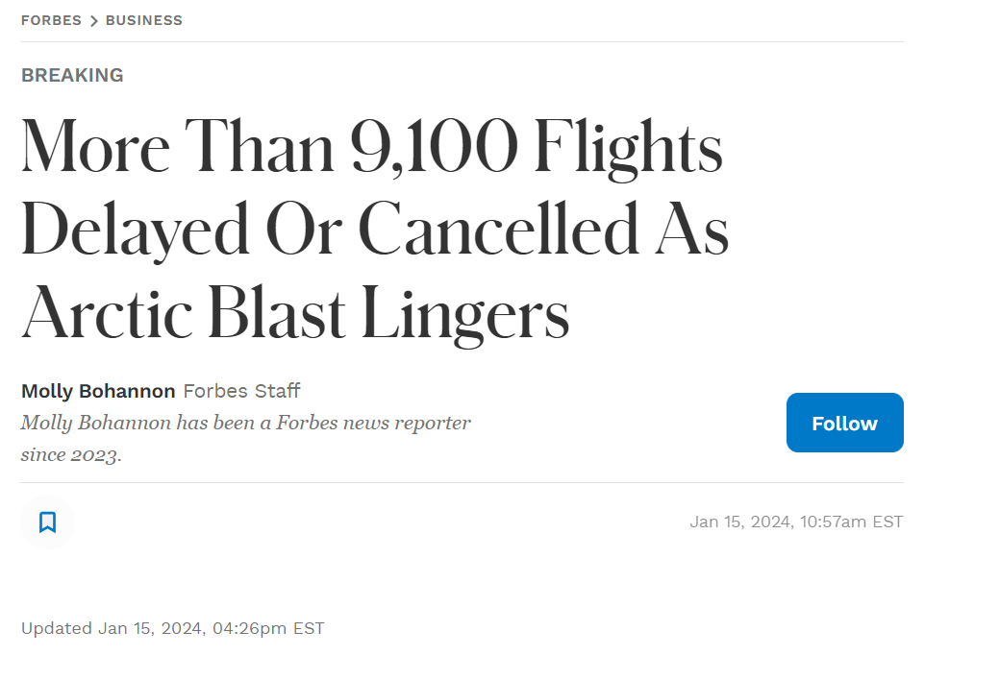 FORBES > BUSINESS
BREAKING
More Than 9,100 Flights
Delayed Or Cancelled As
Arctic Blast Lingers
Molly Bohannon Forbes Staff
Molly Bohannon has been a Forbes news reporter
since 2023.
Follow
Jan 15, 2024, 10:57am EST
Updated Jan 15, 2024, 04:26pm EST